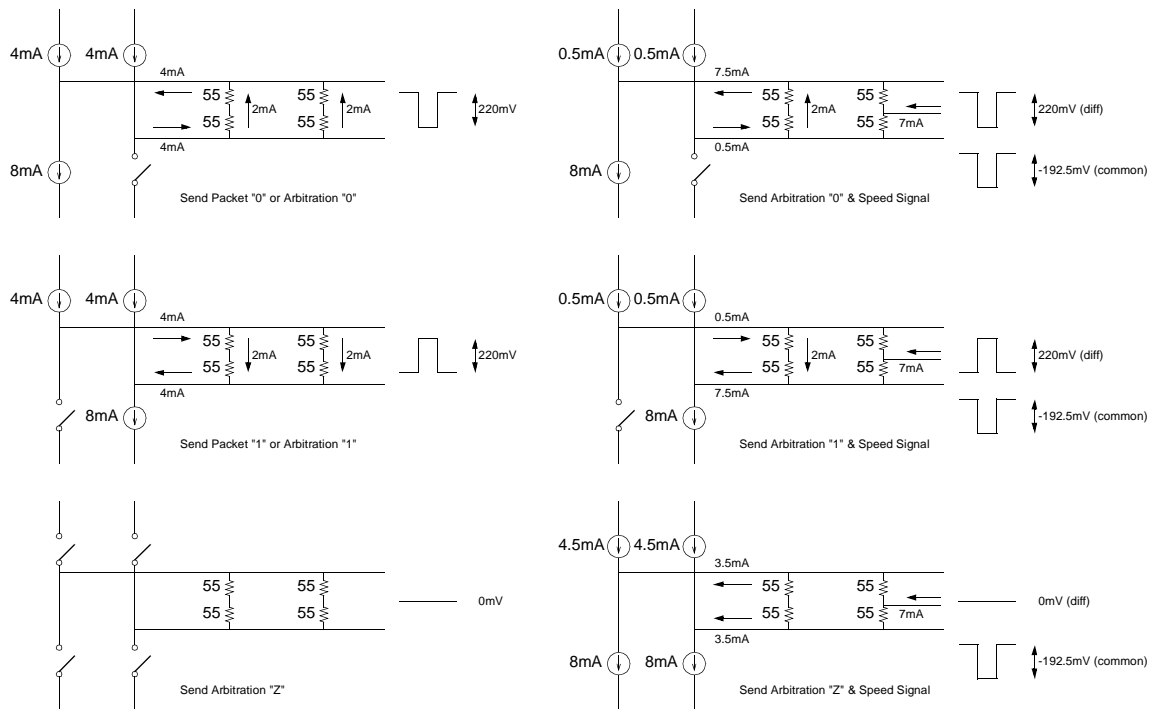 4mA 4mA
4mA
55 55
2mA 2mA
55 55
220mV
4mA
8mA
Send Packet "0" or Arbitration "0"
0.5mA 0.5mA
7.5mA
55 55
2mA
55 55
7mA
220mV (diff)
0.5mA
8mA
-192.5mV (common)
Send Arbitration "0" & Speed Signal
4mA 4mA
4mA
55 55
2mA 2mA
55 55
220mV
4mA
8mA
Send Packet "1" or Arbitration "1"
0.5mA 0.5mA
0.5mA
55 55
2mA
55 55
7mA
220mV (diff)
7.5mA
8mA
-192.5mV (common)
Send Arbitration "1" & Speed Signal
55 55
55 55
0mV
Send Arbitration "Z"
4.5mA 4.5mA
3.5mA
55 55
55 55
7mA
0mV (diff)
3.5mA
8mA 8mA
-192.5mV (common)
Send Arbitration "Z" & Speed Signal